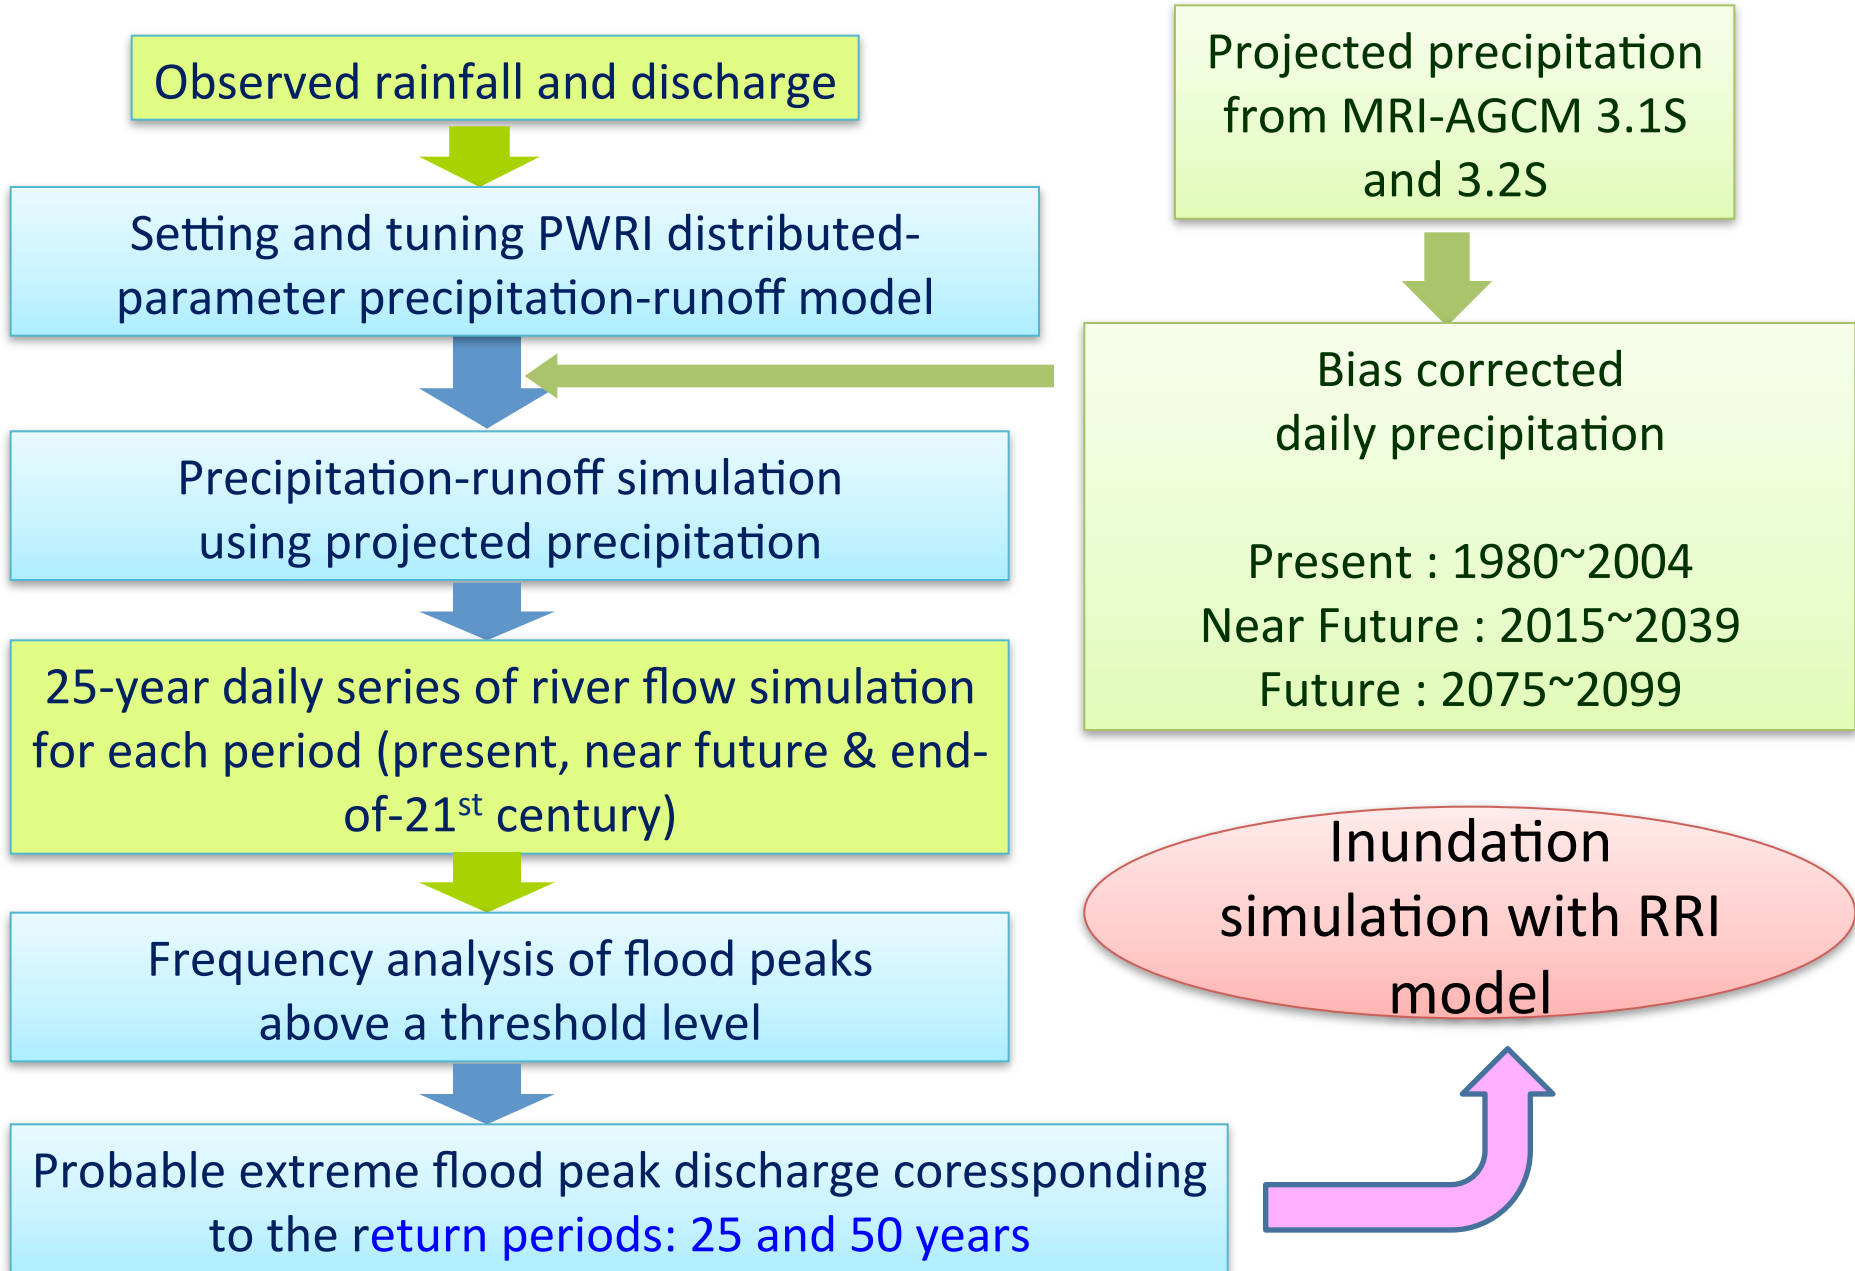 Observed rainfall and discharge
Setting and tuning PWRI distributed-
parameter precipitation-runoff model
Precipitation-runoff simulation
using projected precipitation
25-year daily series of river flow simulation
for each period (present, near future & end-
of-21st century)
Frequency analysis of flood peaks
above a threshold level
Probable extreme flood peak discharge coressponding
to the return periods: 25 and 50 years
Projected precipitation
from MRI-AGCM 3.1S
and 3.2S
Bias corrected
daily precipitation
Present : 1980~2004
Near Future : 2015~2039
Future : 2075~2099
Inundation
simulation with RRI
model